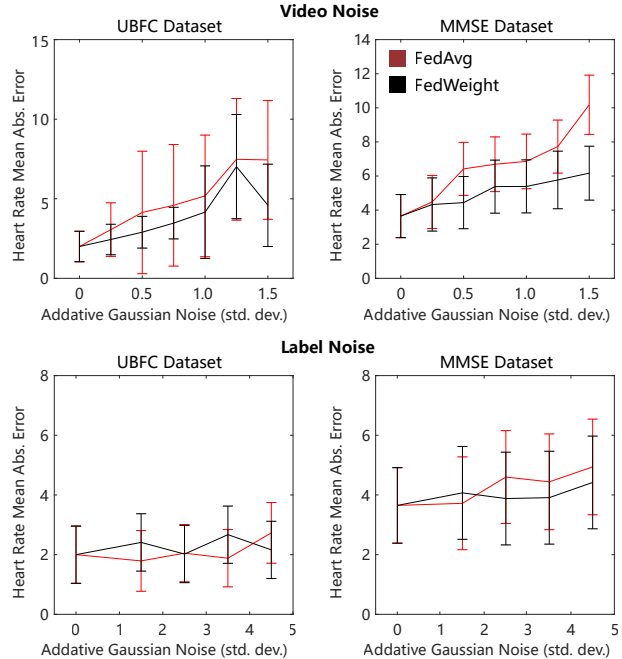 Video Noise
UBFC Dataset
MMSE Dataset
15
10
5
0
Heart Rate Mean Abs. Error
0 0.5 1.0 1.5
Addative Gaussian Noise (std. dev.)
14
12
10
8
6
4
2
0
Heart Rate Mean Abs. Error
FedAvg
FedWeight
0 0.5 1.0 1.5
Addative Gaussian Noise (std. dev.)
Label Noise
UBFC Dataset
MMSE Dataset
8
6
4
2
0
Heart Rate Mean Abs. Error
0 1 2 3 4 5
Addative Gaussian Noise (std. dev.)
8
6
4
2
0
Heart Rate Mean Abs. Error
0 1 2 3 4 5
Addative Gaussian Noise (std. dev.)